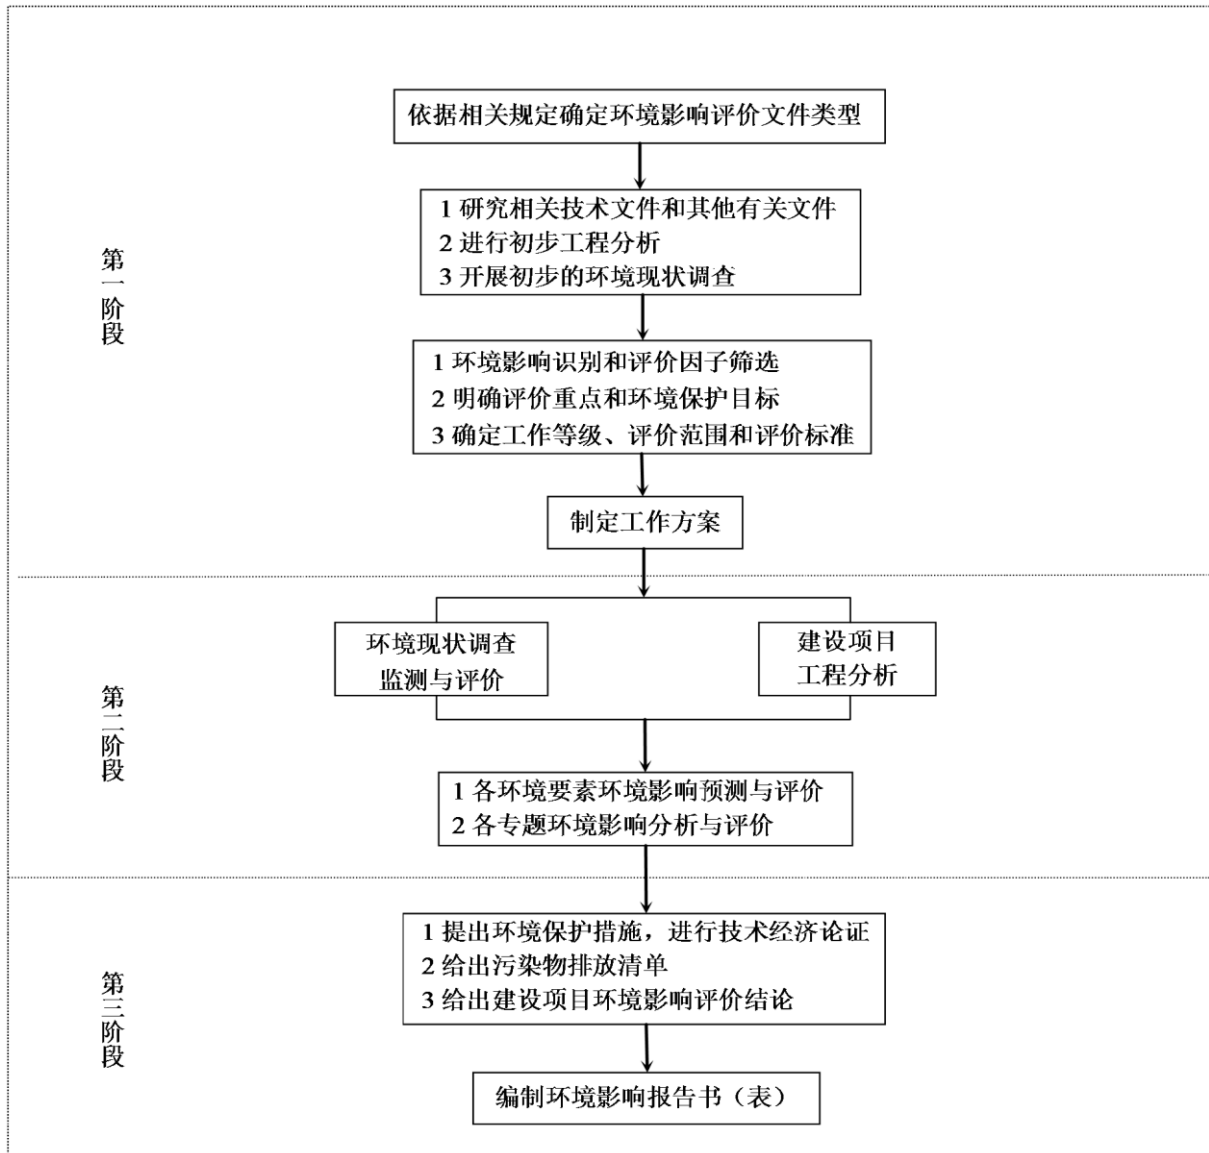 依据相关规定确定环境影响评价文件类型
1 研究相关技术文件和其他有关文件
2 进行初步工程分析
3 开展初步的环境现状调查
第一阶段
1 环境影响识别和评价因子筛选
2 明确评价重点和环境保护目标
3 确定工作等级、评价范围和评价标准
制定工作方案
环境现状调查
监测与评价
建设项目
工程分析
第二阶段
1 各环境要素环境影响预测与评价
2 各专题环境影响分析与评价
1 提出环境保护措施，进行技术经济论证
2 给出污染物排放清单
3 给出建设项目环境影响评价结论
第三阶段
编制环境影响报告书（表）